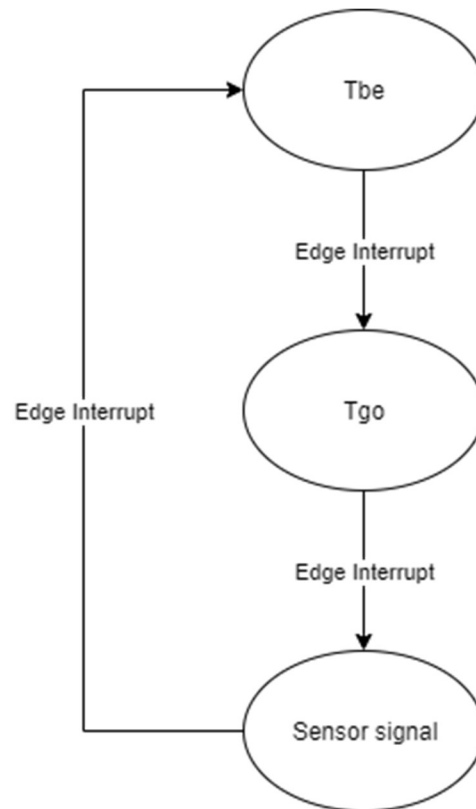 Tbe
Edge Interrupt
Tgo
Edge Interrupt
Edge Interrupt
Sensor signal